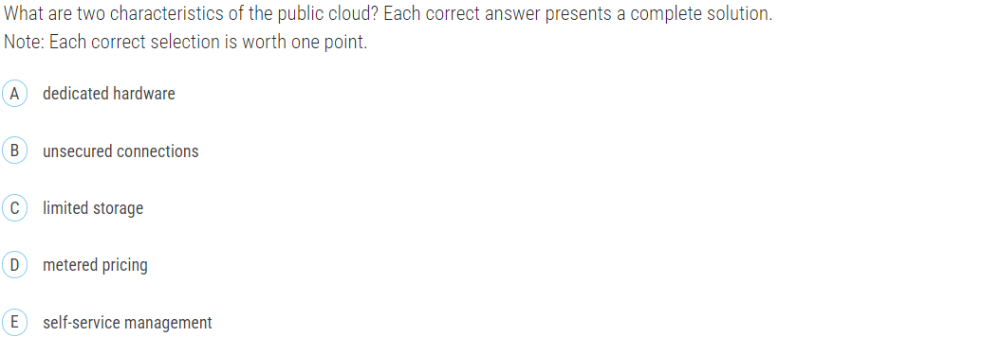 What are two characteristics of the public cloud? Each correct answer presents a complete solution.
Note: Each correct selection is worth one point.
A dedicated hardware
B unsecured connections
C limited storage
D metered pricing
E self-service management